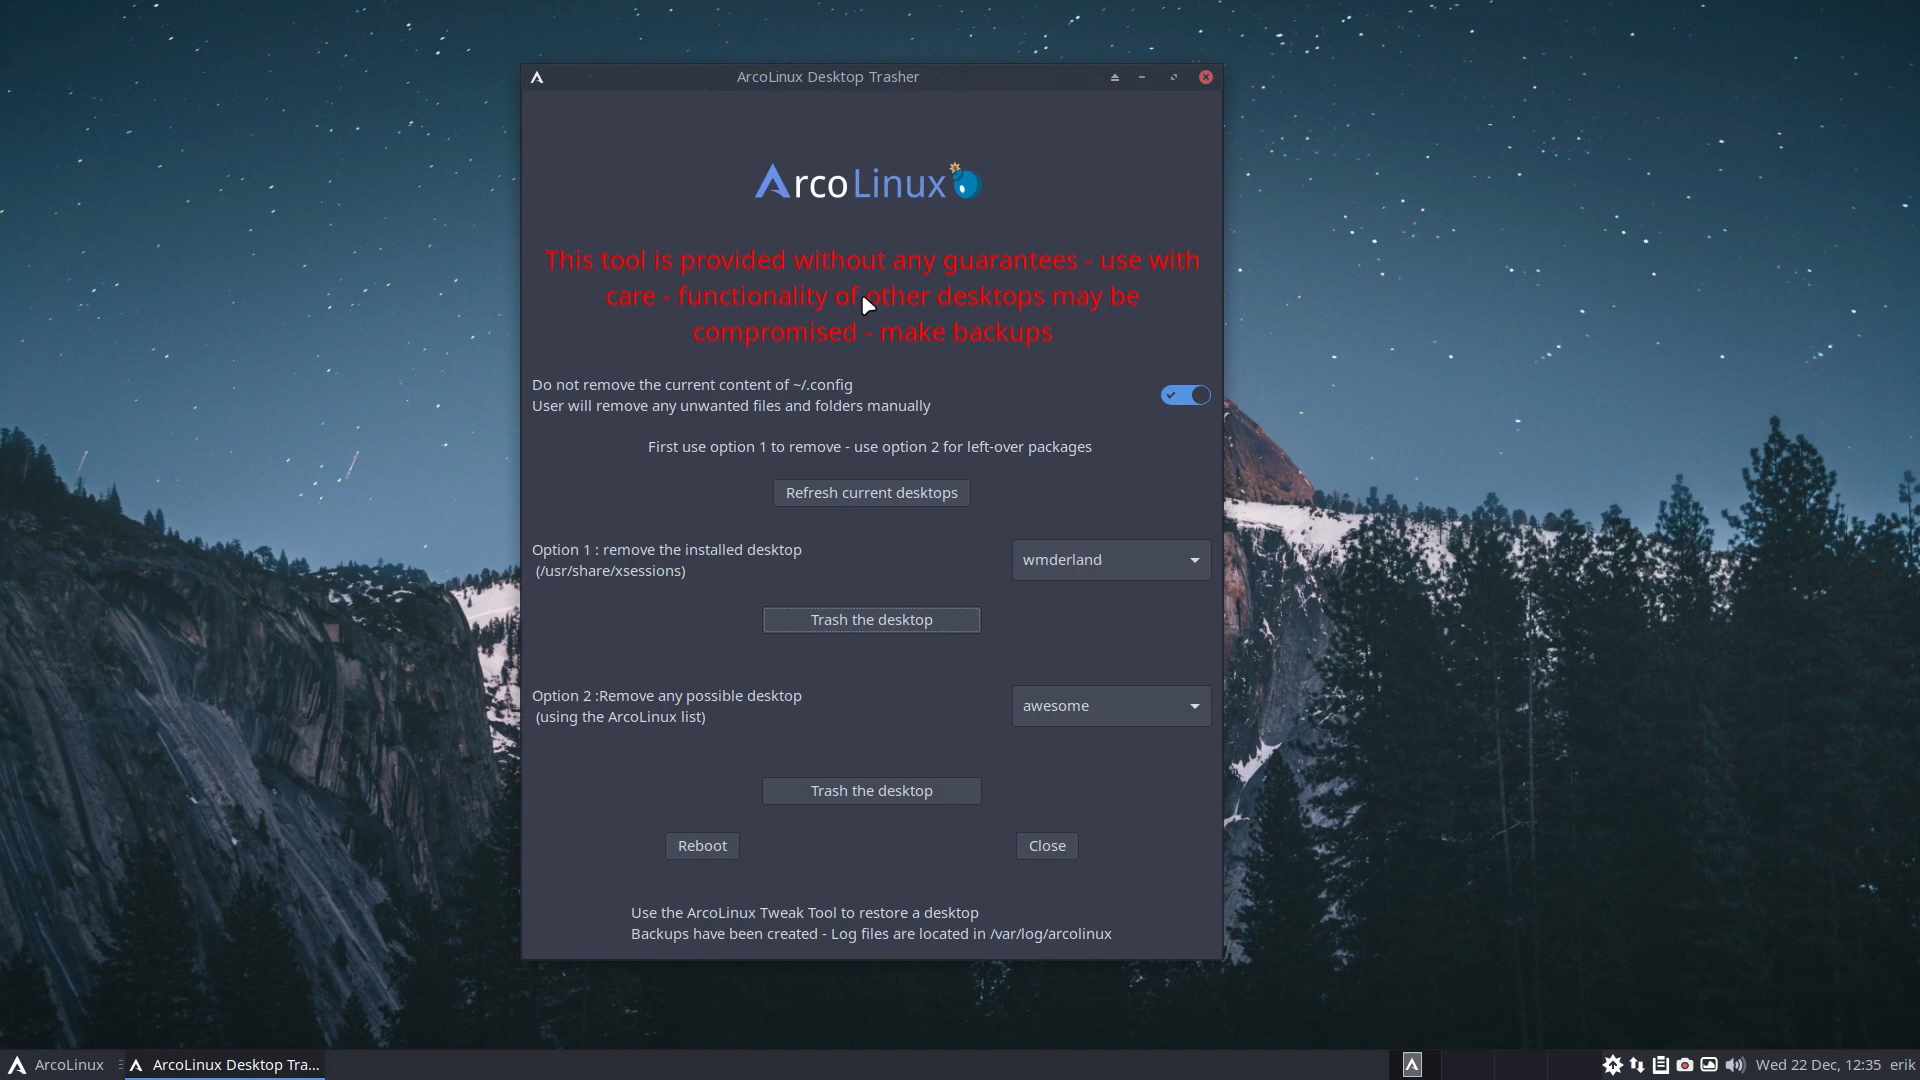 ArcoLinux Desktop Trasher
ArcoLinux
This tool is provided without any guarantees - use with
care - functionality of other desktops may be
compromised - make backups
Do not remove the current content of ~/.config
User will remove any unwanted files and folders manually
First use option 1 to remove - use option 2 for left-over packages
Refresh current desktops
Option 1 : remove the installed desktop
(/usr/share/xsessions)
wmderland
Trash the desktop
Option 2 :Remove any possible desktop
(using the ArcoLinux list)
awesome
Trash the desktop
Reboot
Close
Use the ArcoLinux Tweak Tool to restore a desktop
Backups have been created - Log files are located in /var/log/arcolinux
ArcoLinux
ArcoLinux Desktop Tra...
Wed 22 Dec, 12:35
erik